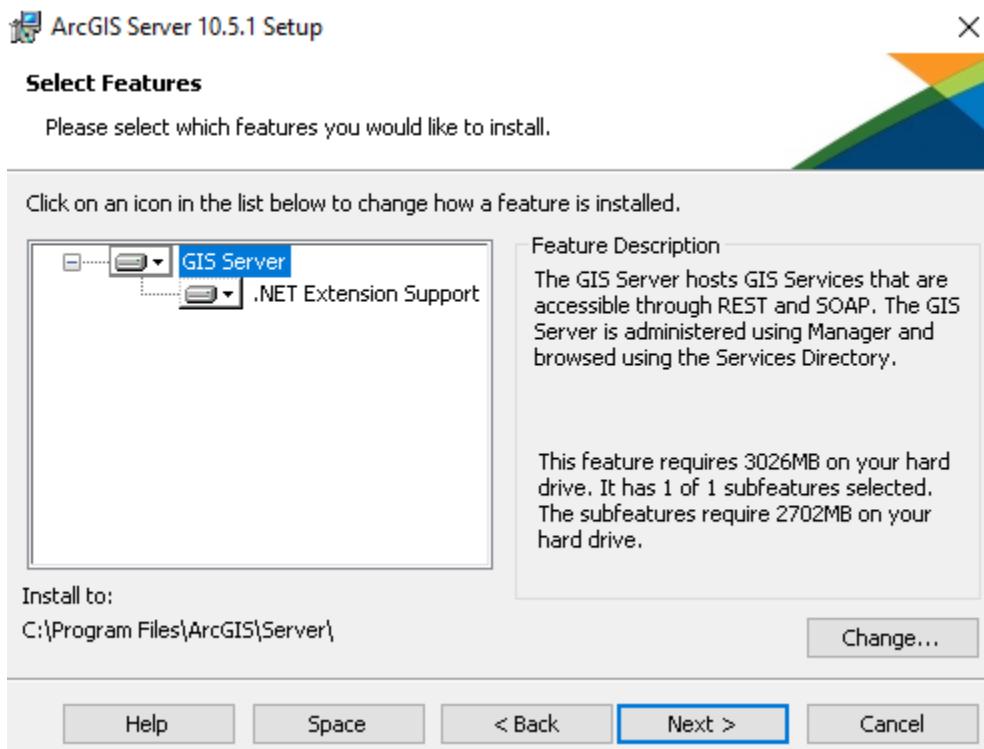 ArcGIS Server 10.5.1 Setup
Select Features
Please select which features you would like to install.
Click on an icon in the list below to change how a feature is installed.
GIS Server
.NET Extension Support
Feature Description
The GIS Server hosts GIS Services that are
accessible through REST and SOAP. The GIS
Server is administered using Manager and
browsed using the Services Directory.
This feature requires 3026MB on your hard
drive. It has 1 of 1 subfeatures selected.
The subfeatures require 2702MB on your
hard drive.
Install to:
C:\Program Files\ArcGIS\Server\
Change...
Help
Space
< Back
Next >
Cancel